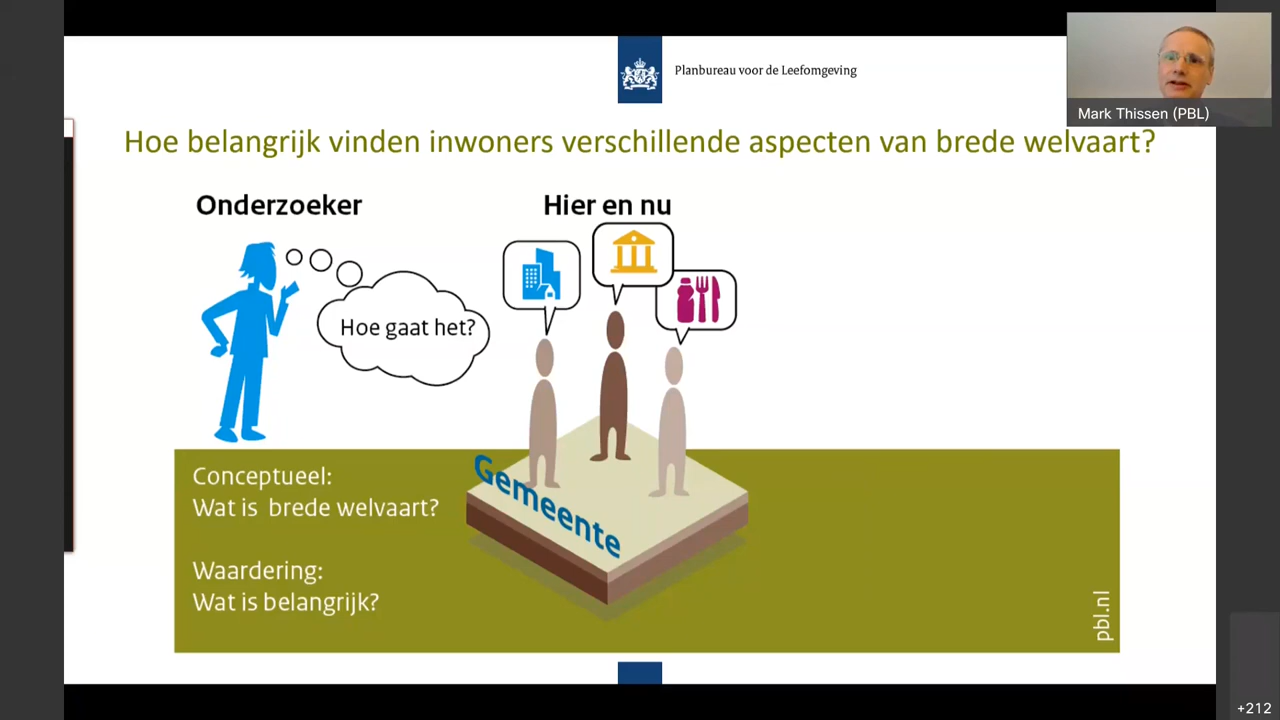 Planbureau voor de Leefomgeving
Mark Thissen (PBL)
Hoe belangrijk vinden inwoners verschillende aspecten van brede welvaart?
Onderzoeker
Hier en nu
Hoe gaat het?
Conceptueel:
Wat is brede welvaart?
Gemeente
Waardering:
Wat is belangrijk?
pbl.nl
+212